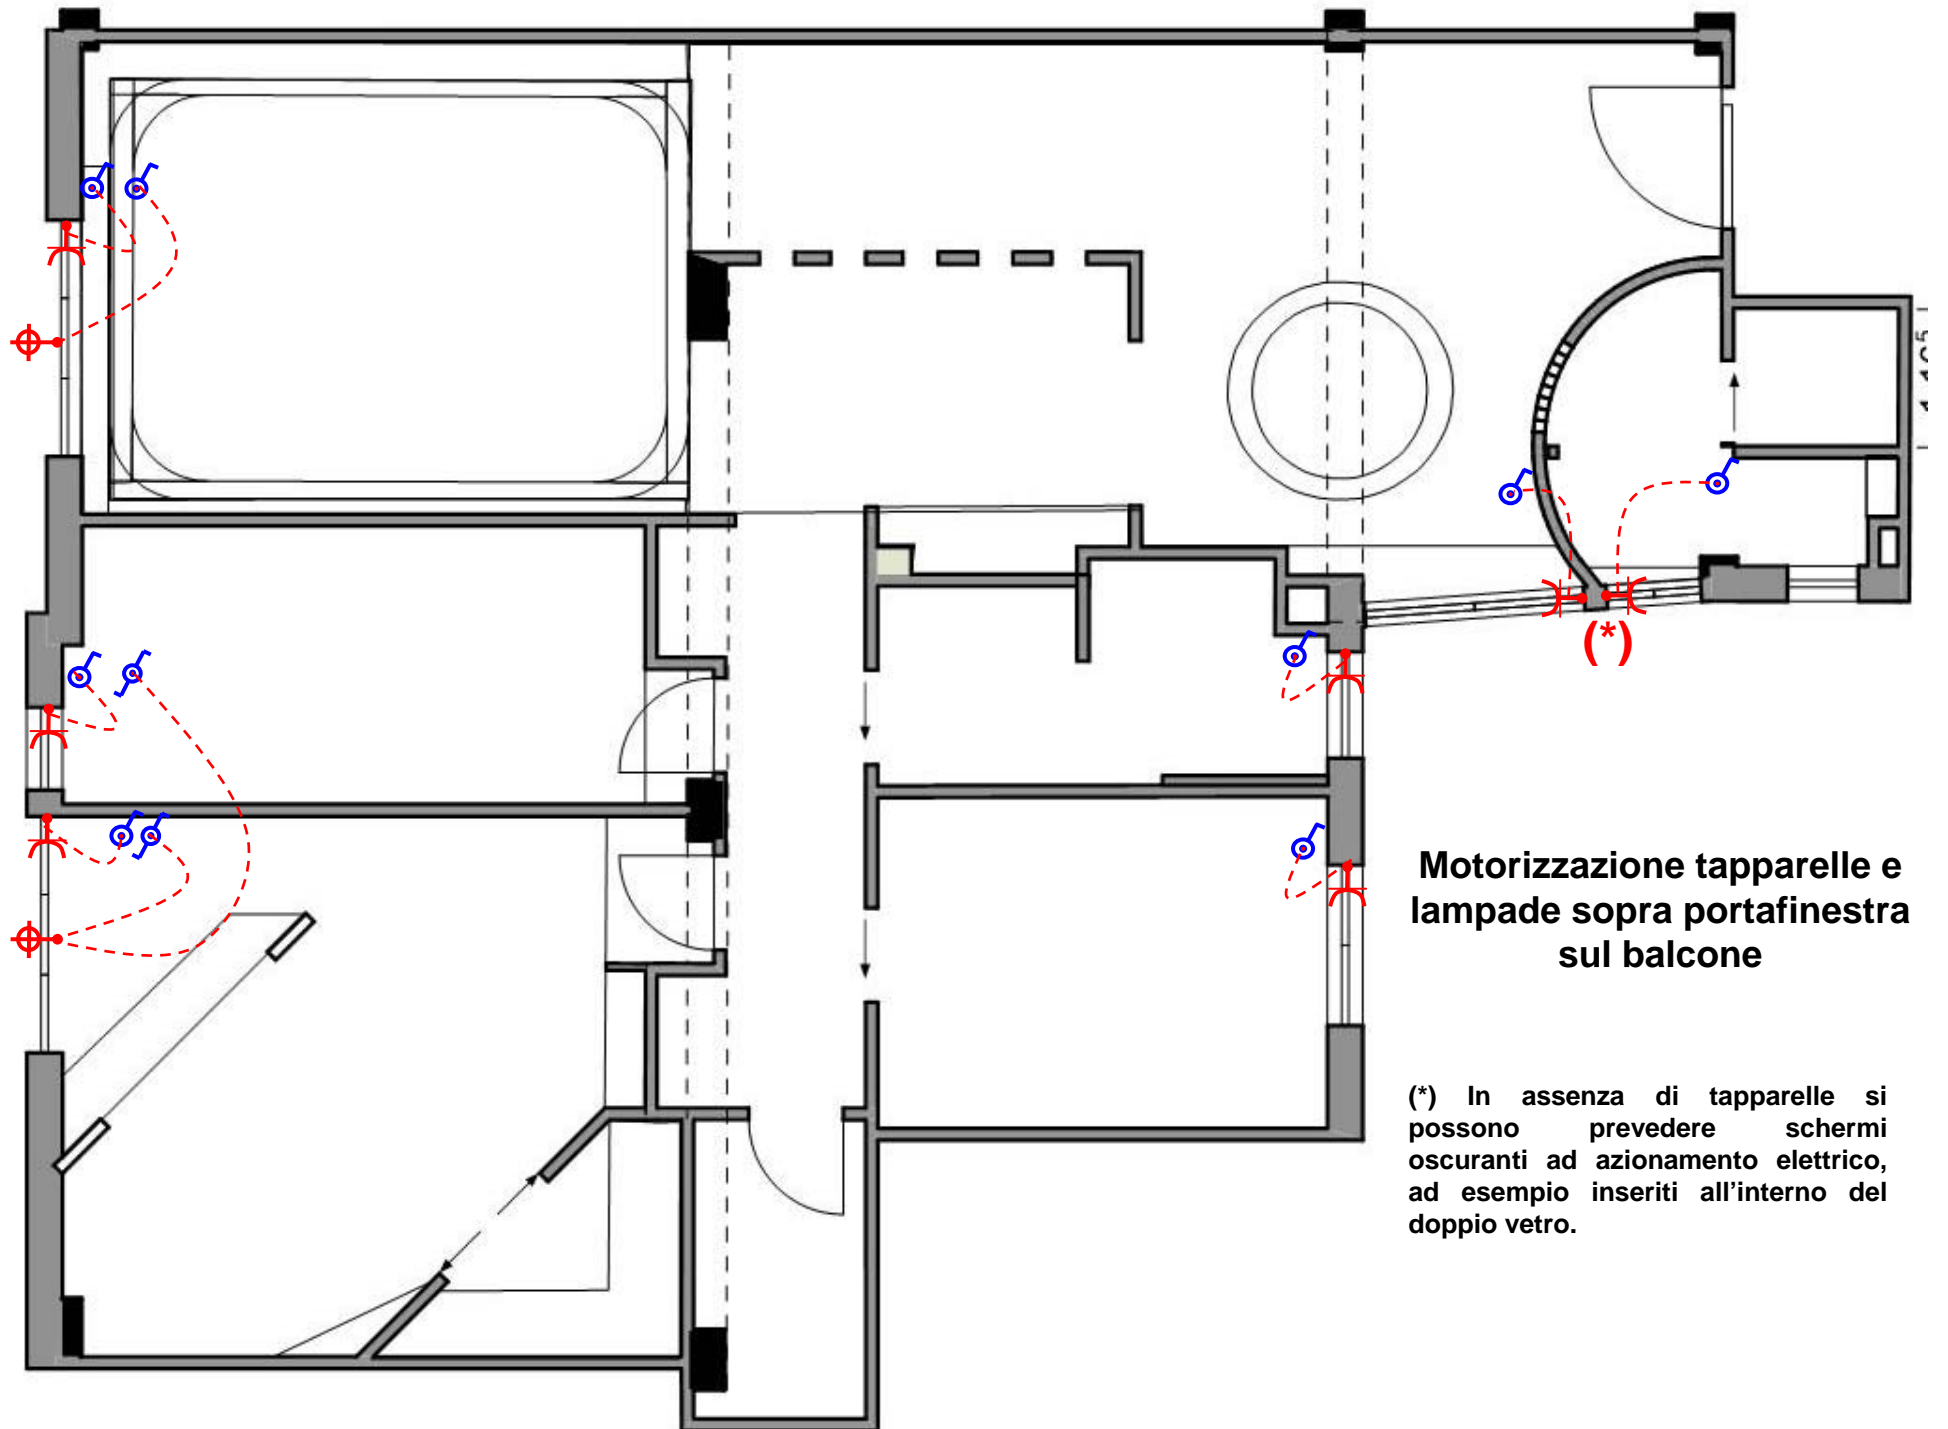 (*)
Motorizzazione tapparelle e
lampade sopra portafinestra
sul balcone
(*) In assenza di tapparelle si
possono prevedere schermi
oscuranti ad azionamento elettrico,
ad esempio inseriti all'interno del
doppio vetro.